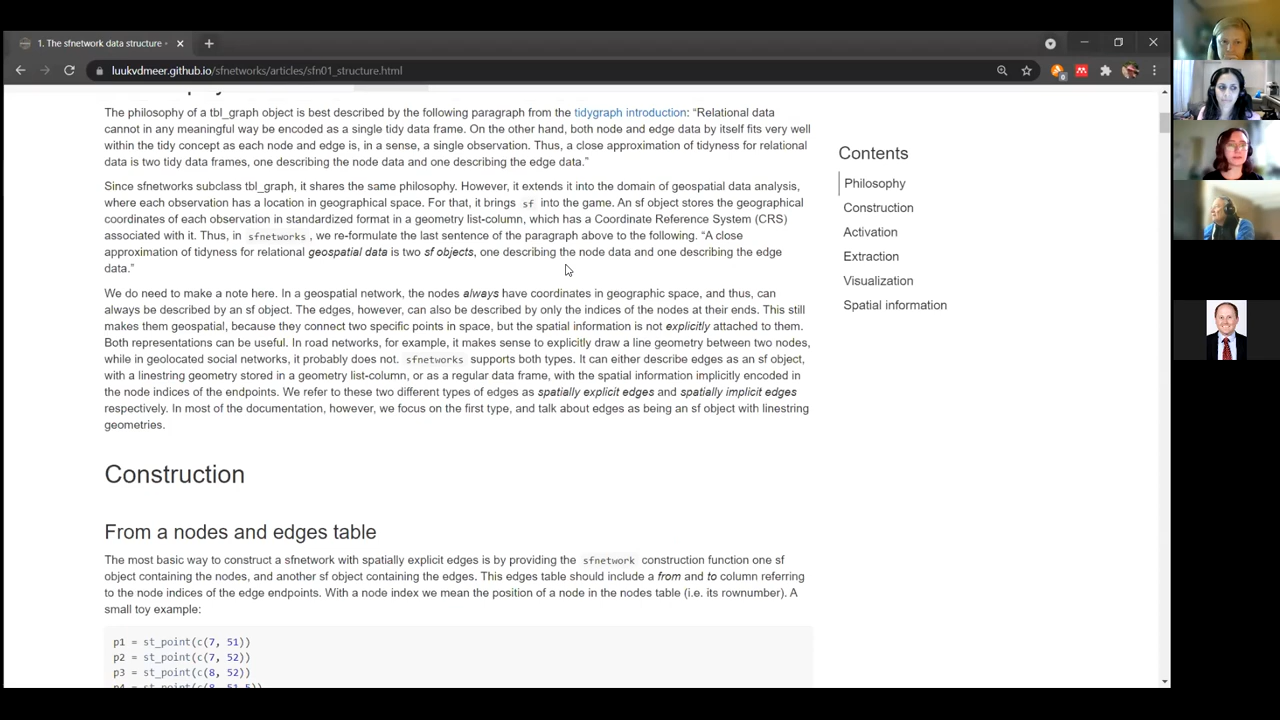 1. The sfnetwork data structure
luukvdmeer.github.io/sfnetworks/articles/sfn01_structure.html
The philosophy of a tbl_graph object is best described by the following paragraph from the tidygraph introduction: “Relational data
cannot in any meaningful way be encoded as a single tidy data frame. On the other hand, both node and edge data by itself fits very well
within the tidy concept as each node and edge is, in a sense, a single observation. Thus, a close approximation of tidyness for relational
data is two tidy data frames, one describing the node data and one describing the edge data.”
Since sfnetworks subclass tbl_graph, it shares the same philosophy. However, it extends it into the domain of geospatial data analysis,
where each observation has a location in geographical space. For that, it brings sf into the game. An sf object stores the geographical
coordinates of each observation in standardized format in a geometry list-column, which has a Coordinate Reference System (CRS)
associated with it. Thus, in sfnetworks , we re-formulate the last sentence of the paragraph above to the following. “A close
approximation of tidyness for relational geospatial data is two sf objects, one describing the node data and one describing the edge
data.”
We do need to make a note here. In a geospatial network, the nodes always have coordinates in geographic space, and thus, can
always be described by an sf object. The edges, however, can also be described by only the indices of the nodes at their ends. This still
makes them geospatial, because they connect two specific points in space, but the spatial information is not explicitly attached to them.
Both representations can be useful. In road networks, for example, it makes sense to explicitly draw a line geometry between two nodes,
while in geolocated social networks, it probably does not. sfnetworks supports both types. It can either describe edges as an sf object,
with a linestring geometry stored in a geometry list-column, or as a regular data frame, with the spatial information implicitly encoded in
the node indices of the endpoints. We refer to these two different types of edges as spatially explicit edges and spatially implicit edges
respectively. In most of the documentation, however, we focus on the first type, and talk about edges as being an sf object with linestring
geometries.
Construction
From a nodes and edges table
The most basic way to construct a sfnetwork with spatially explicit edges is by providing the sfnetwork construction function one sf
object containing the nodes, and another sf object containing the edges. This edges table should include a from and to column referring
to the node indices of the edge endpoints. With a node index we mean the position of a node in the nodes table (i.e. its rownumber). A
small toy example:
p1 = st_point(c(7, 51))
p2 = st_point(c(7, 52))
p3 = st_point(c(8, 52))
p4 = st_point(c(8, 51.5))
Contents
Philosophy
Construction
Activation
Extraction
Visualization
Spatial information